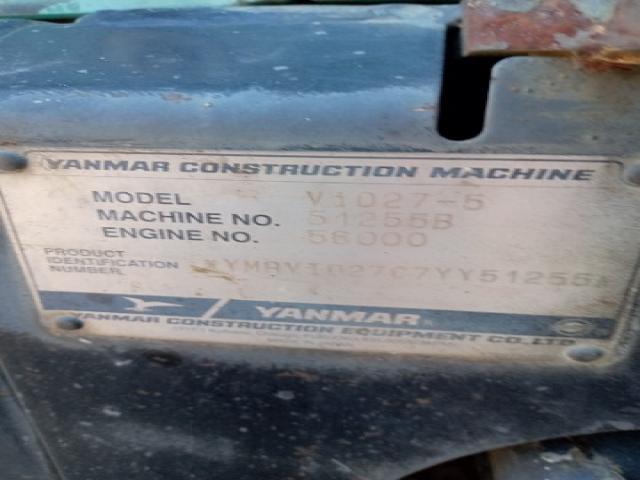 YANMAR CONSTRUCTION MACHINE
MODEL ViO27-5
MACHINE NO. 51255B
ENGINE NO. 56000
PRODUCT
IDENTIFICATION
NUMBER.
YANMAR
YANMAR CONSTRUCTION EQUIPMENT CO.,LTD.